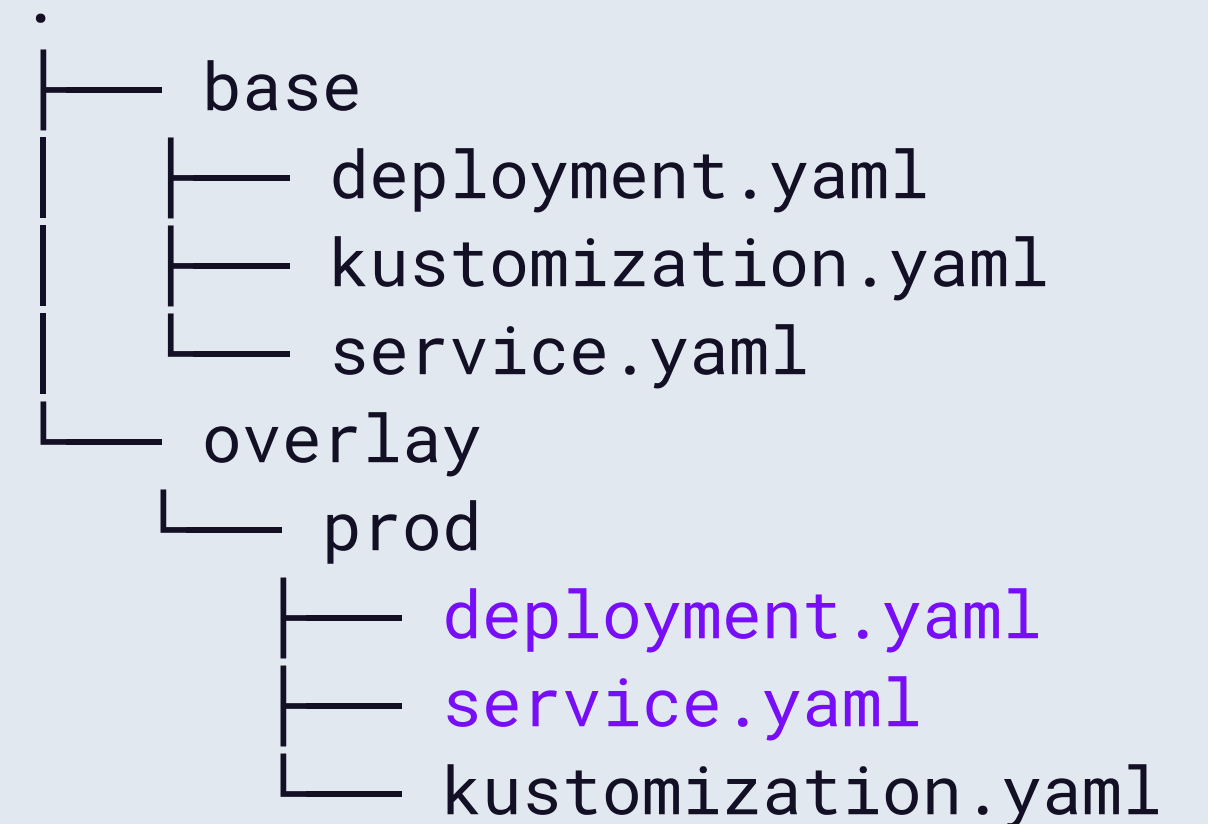 .
├── base
│   ├── deployment.yaml
│   ├── kustomization.yaml
│   └── service.yaml
└── overlay
    └── prod
        ├── deployment.yaml
        ├── service.yaml
        └── kustomization.yaml